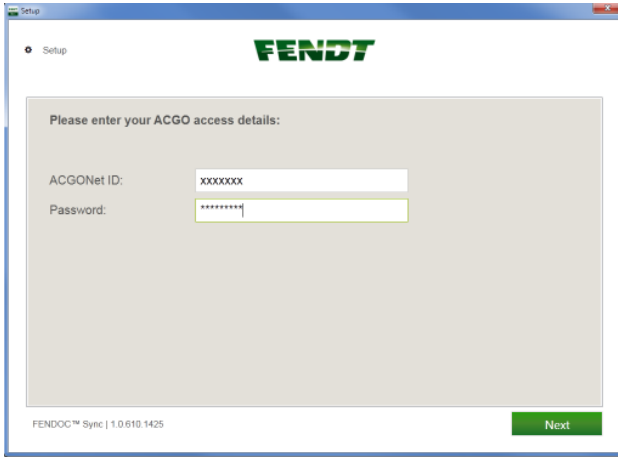 Setup
Setup
FENDT
Please enter your ACGO access details:
ACGONet ID: xxxxxxx
Password: *********
FENDOC™ Sync | 1.0.610.1425
Next